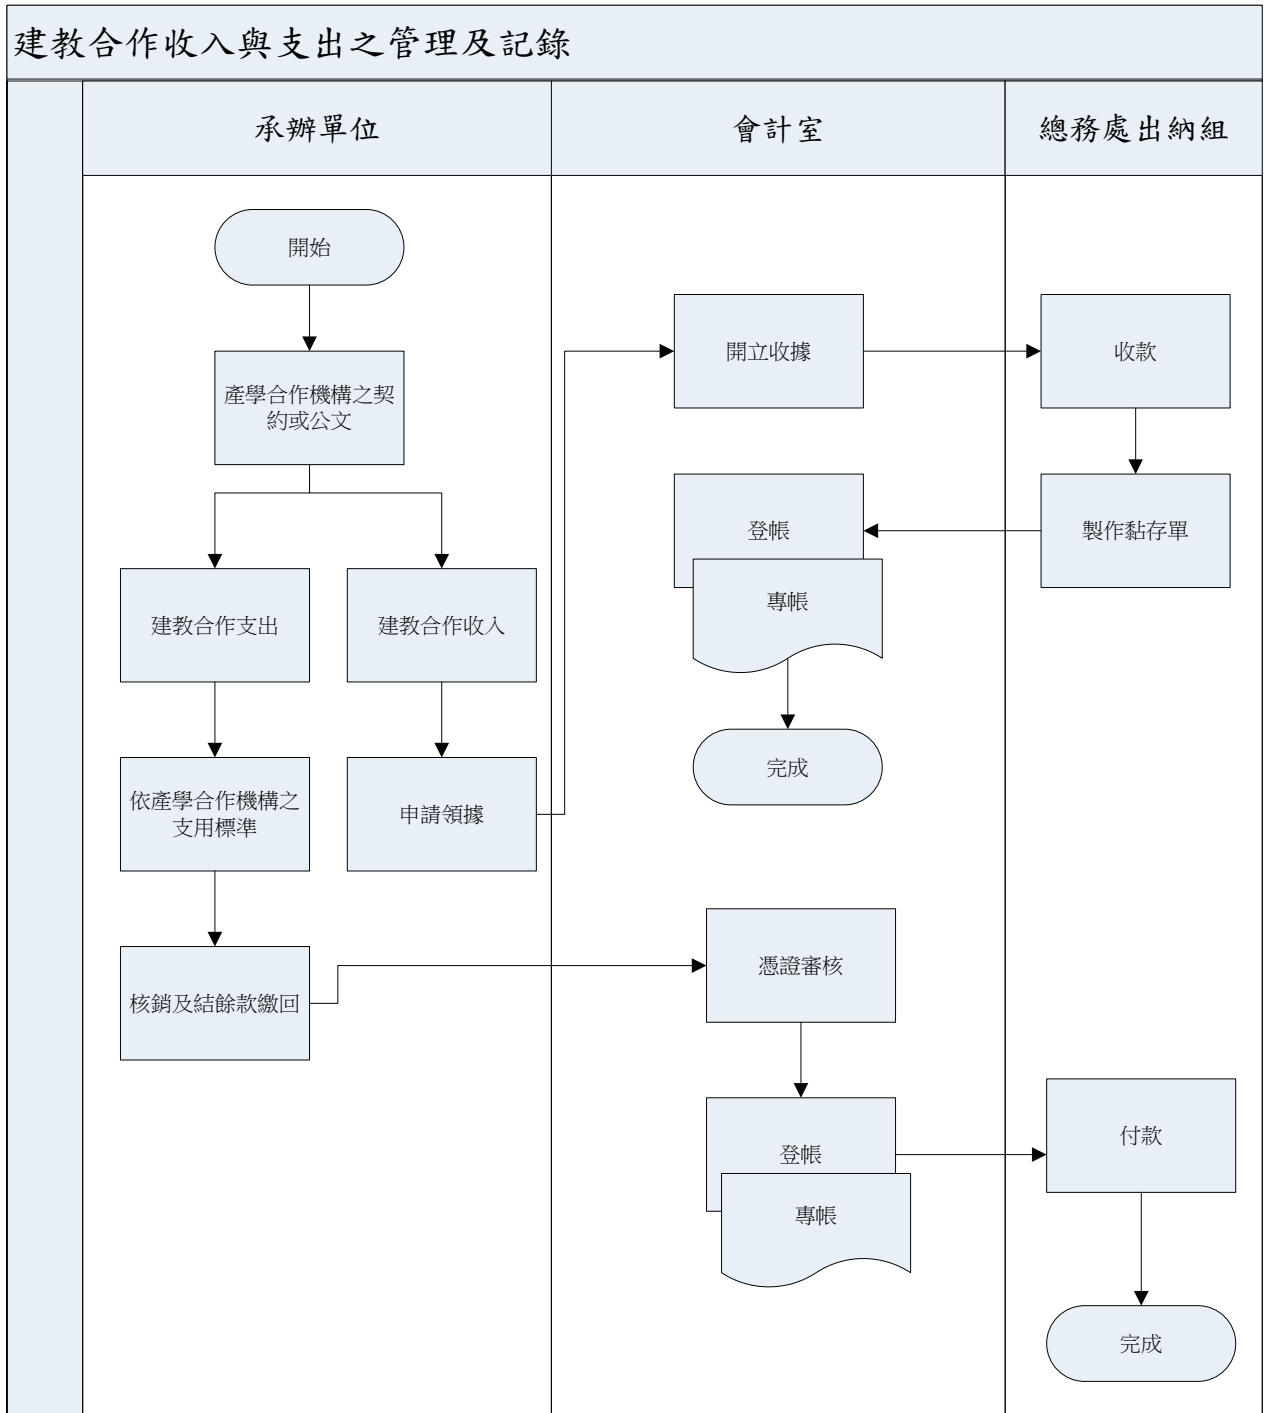 建教合作收入與支出之管理及記錄
承辦單位
會計室
總務處出納組
開始
產學合作機構之契
約或公文
開立收據
收款
登帳
專帳
製作黏存單
建教合作支出
建教合作收入
完成
依產學合作機構之
支用標準
申請領據
核銷及結餘款繳回
憑證審核
登帳
專帳
付款
完成